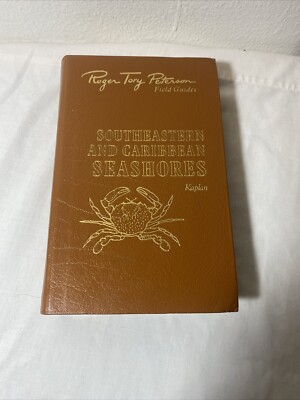 Roger Tory Peterson
Field Guides
SOUTHEASTERN
AND CARIBBEAN
SEASHORES
Kaplan